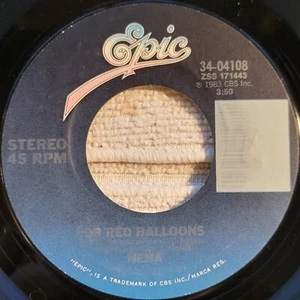 Epic
34-04108
ZSS 171443
℗ 1983 CBS Inc.
3:50
STEREO
45 RPM
99 RED BALLOONS
NENA
"EPIC", IS A TRADEMARK OF CBS INC./MARCA REG.